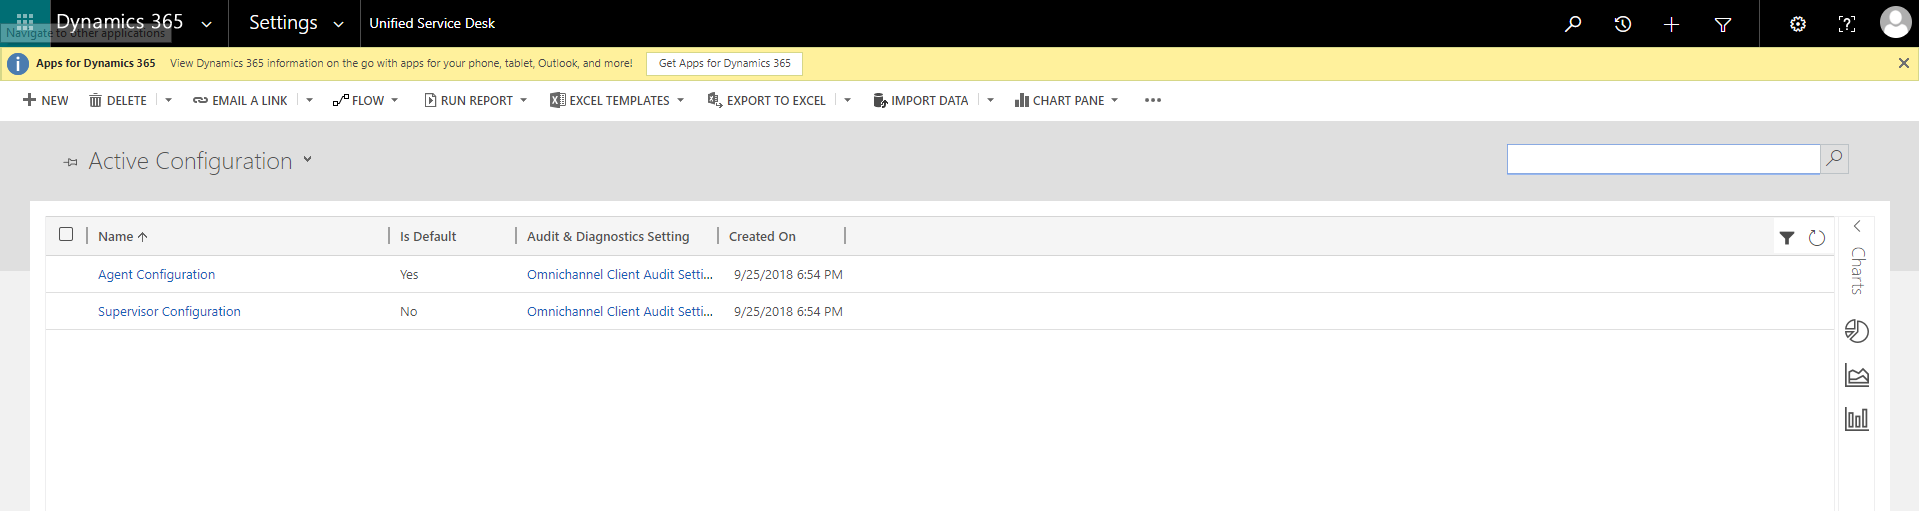 Dynamics 365 Settings Unified Service Desk
Navigate to other applications
Apps for Dynamics 365 View Dynamics 365 information on the go with apps for your phone, tablet, Outlook, and more! Get Apps for Dynamics 365
NEW DELETE EMAIL A LINK FLOW RUN REPORT EXCEL TEMPLATES EXPORT TO EXCEL IMPORT DATA CHART PANE
Active Configuration
Name Is Default Audit & Diagnostics Setting Created On
Agent Configuration Yes Omnichannel Client Audit Setti... 9/25/2018 6:54 PM
Supervisor Configuration No Omnichannel Client Audit Setti... 9/25/2018 6:54 PM
Charts